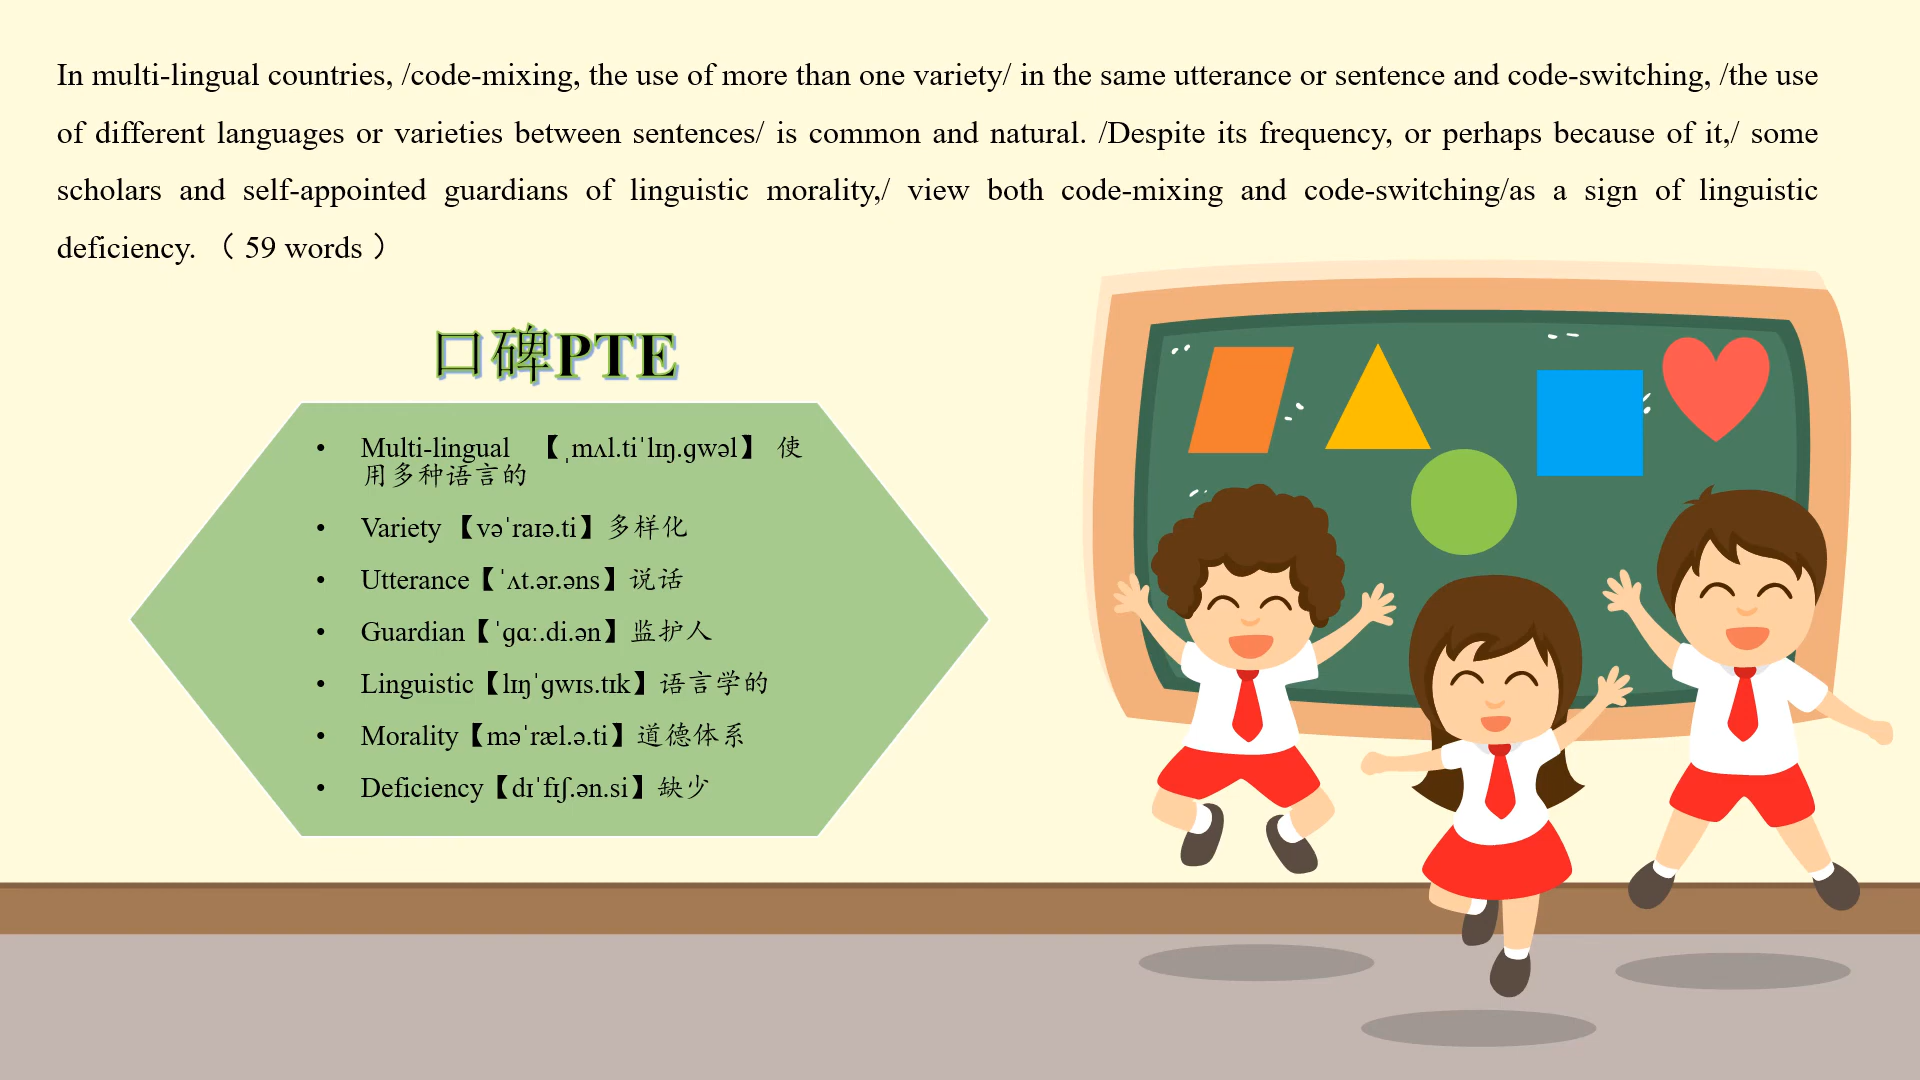 In multi-lingual countries, /code-mixing, the use of more than one variety/ in the same utterance or sentence and code-switching, /the use
of different languages or varieties between sentences/ is common and natural. /Despite its frequency, or perhaps because of it,/ some
scholars and self-appointed guardians of linguistic morality,/ view both code-mixing and code-switching/as a sign of linguistic
deficiency. （ 59 words ）
口碑PTE
• Multi-lingual 【ˌmʌl.tiˈlɪŋ.ɡwəl】 使
用多种语言的
• Variety 【vəˈraɪə.ti】多样化
• Utterance【ˈʌt.ər.əns】说话
• Guardian【ˈɡɑː.di.ən】监护人
• Linguistic【lɪŋˈɡwɪs.tɪk】语言学的
• Morality【məˈræl.ə.ti】道德体系
• Deficiency【dɪˈfɪʃ.ən.si】缺少